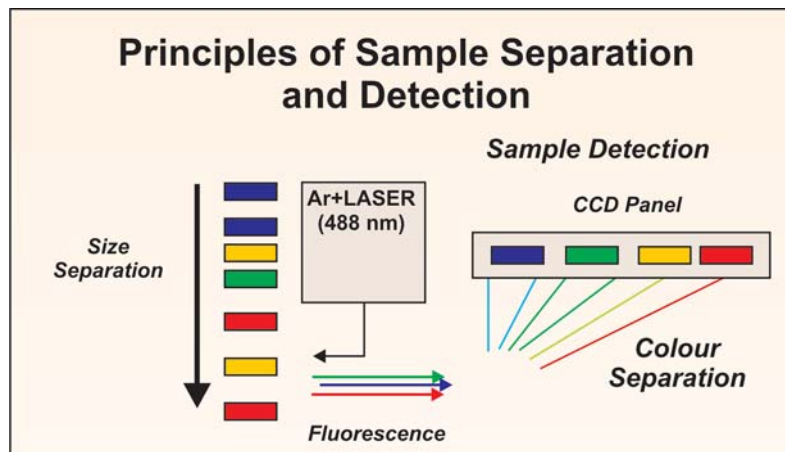 Principles of Sample Separation
and Detection
Sample Detection
Ar+LASER
(488 nm)
CCD Panel
Size
Separation
Colour
Separation
Fluorescence